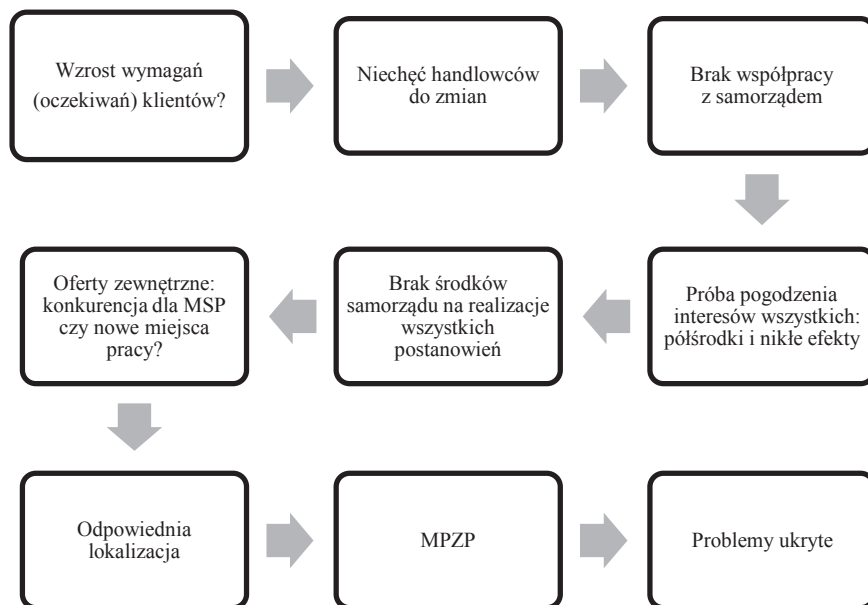 Wzrost wymagań
(oczekiwań) klientów?
Niechęć handlowców
do zmian
Brak współpracy
z samorządem
Próba pogodzenia
interesów wszystkich:
półśrodki i nikłe efekty
Brak środków
samorządu na realizacje
wszystkich
postanowień
Oferty zewnętrzne:
konkurencja dla MSP
czy nowe miejsca
pracy?
Odpowiednia
lokalizacja
MPZP
Problemy ukryte